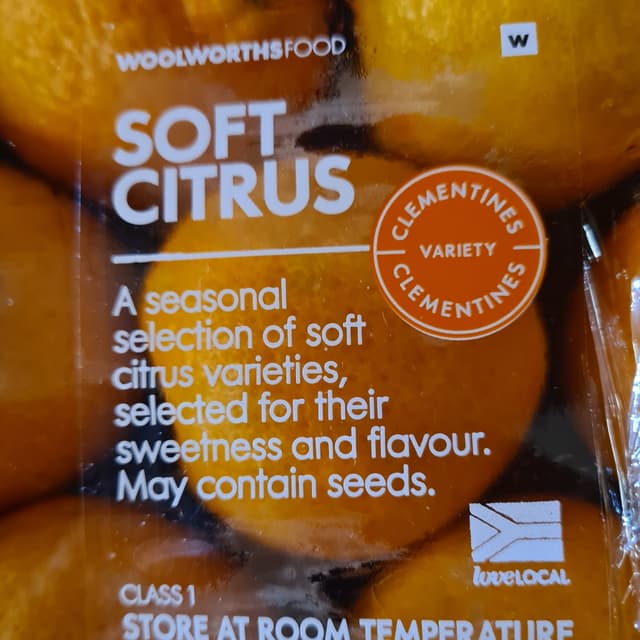 WOOLWORTHSFOOD
W
SOFT
CITRUS
CLEMENTINES
VARIETY
CLEMENTINES
A seasonal
selection of soft
citrus varieties,
selected for their
sweetness and flavour.
May contain seeds.
loveLOCAL
CLASS 1
STORE AT ROOM TEMPERATURE